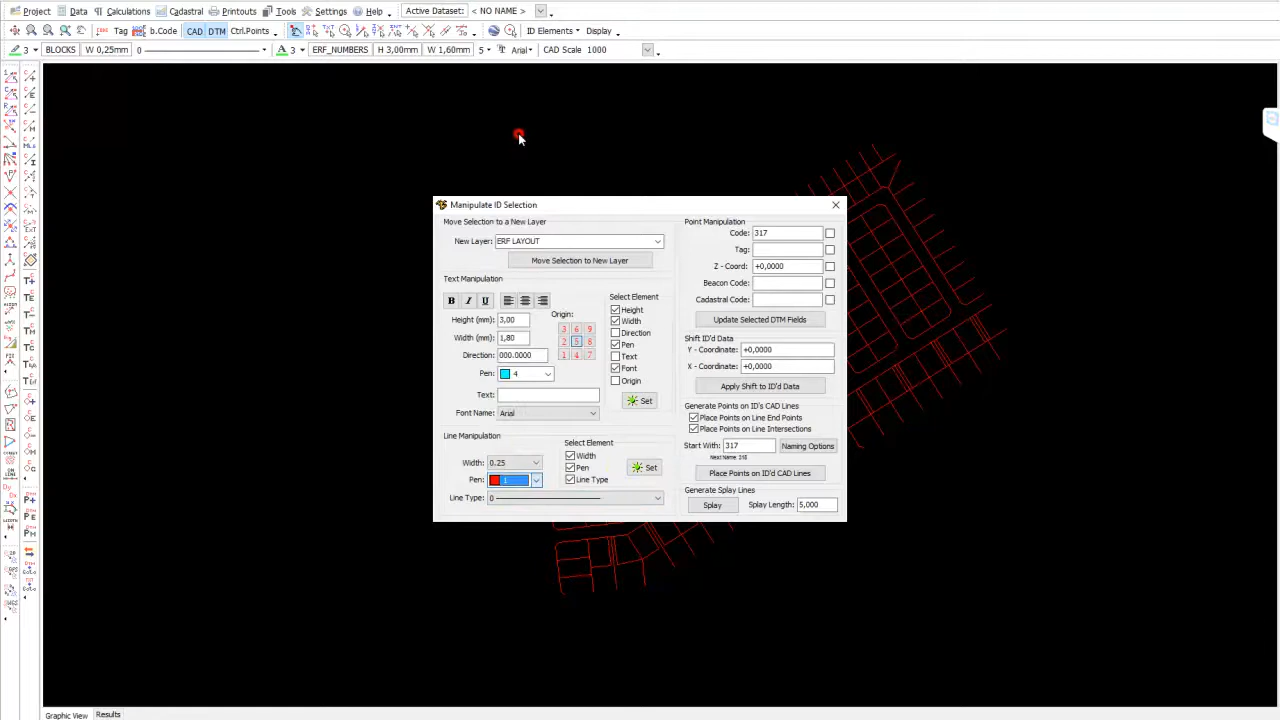 Project Data Calculations Cadastral Printouts Tools Settings Help Active Dataset: < NO NAME >
Tag b.Code CAD DTM Ctrl.Points ID Elements Display
3 BLOCKS W 0,25mm 0 3 ERF_NUMBERS H 3,00mm W 1,60mm 5 Arial CAD Scale 1000
Manipulate ID Selection
Move Selection to a New Layer
New Layer: ERF LAYOUT
Move Selection to New Layer
Text Manipulation
B I U
Height (mm): 3,00
Width (mm): 1,80
Direction: 000.0000
Pen: 4
Text:
Font Name: Arial
Origin:
3 6 9
2 5 8
1 4 7
Select Element
Height
Width
Direction
Pen
Text
Font
Origin
Set
Line Manipulation
Width: 0.25
Pen: 1
Line Type: 0
Select Element
Width
Pen
Line Type
Set
Point Manipulation
Code: 317
Tag:
Z - Coord: +0,0000
Beacon Code:
Cadastral Code:
Update Selected DTM Fields
Shift ID'd Data
Y - Coordinate: +0,0000
X - Coordinate: +0,0000
Apply Shift to ID'd Data
Generate Points on ID's CAD Lines
Place Points on Line End Points
Place Points on Line Intersections
Start With: 317 Naming Options
Place Points on ID'd CAD Lines
Generate Splay Lines
Splay Splay Length: 5,000
Graphic View Results